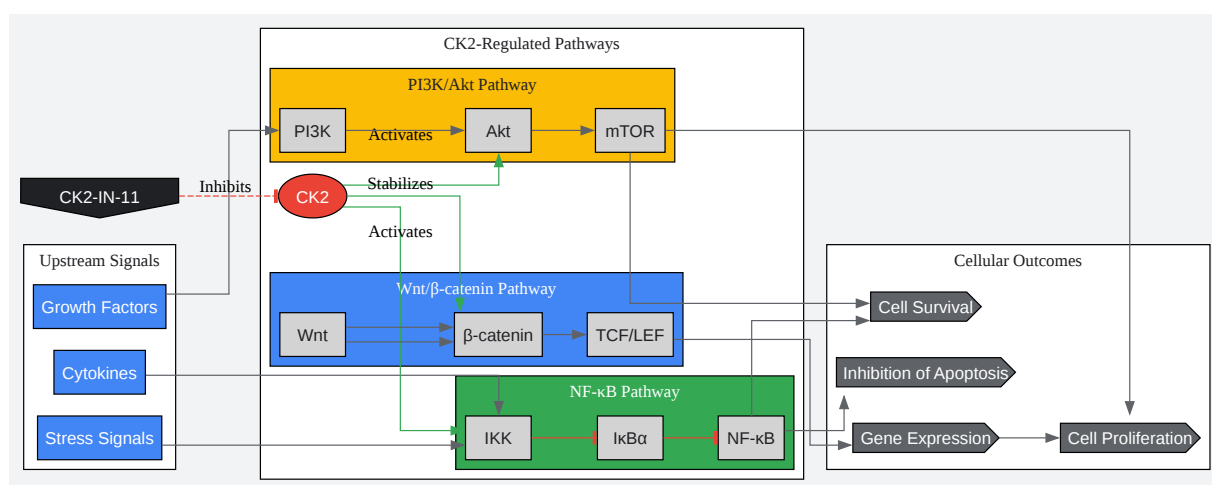 CK2-Regulated Pathways
PI3K/Akt Pathway
PI3K
Activates
Akt
mTOR
CK2-IN-11
Inhibits
CK2
Stabilizes
Activates
Upstream Signals
Growth Factors
Cytokines
Stress Signals
Wnt/β-catenin Pathway
Wnt
β-catenin
TCF/LEF
NF-κB Pathway
IKK
IκBα
NF-κB
Cellular Outcomes
Cell Survival
Inhibition of Apoptosis
Gene Expression
Cell Proliferation